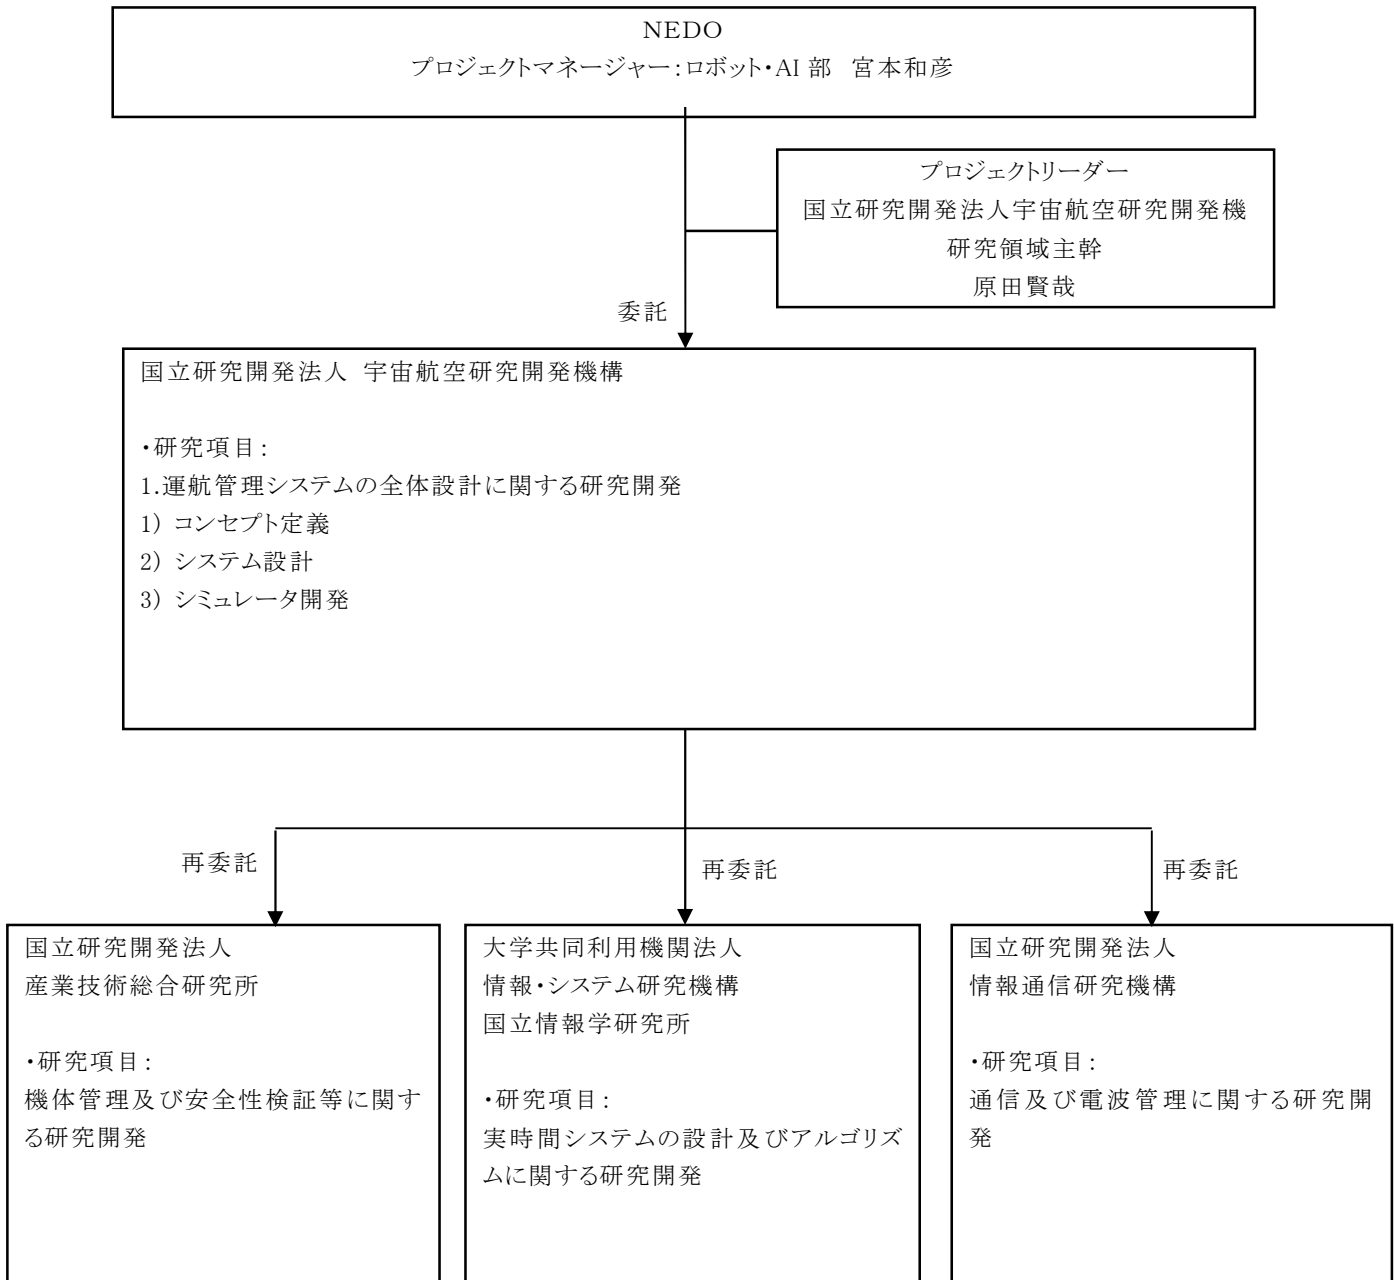 NEDO
プロジェクトマネージャー:ロボット・AI 部 宮本和彦
プロジェクトリーダー
国立研究開発法人宇宙航空研究開発機
研究領域主幹
原田賢哉
委託
国立研究開発法人 宇宙航空研究開発機構
・研究項目:
1.運航管理システムの全体設計に関する研究開発
1) コンセプト定義
2) システム設計
3) シミュレータ開発
再委託
再委託
再委託
国立研究開発法人
産業技術総合研究所
・研究項目:
機体管理及び安全性検証等に関す
る研究開発
大学共同利用機関法人
情報・システム研究機構
国立情報学研究所
・研究項目:
実時間システムの設計及びアルゴリズ
ムに関する研究開発
国立研究開発法人
情報通信研究機構
・研究項目:
通信及び電波管理に関する研究開
発